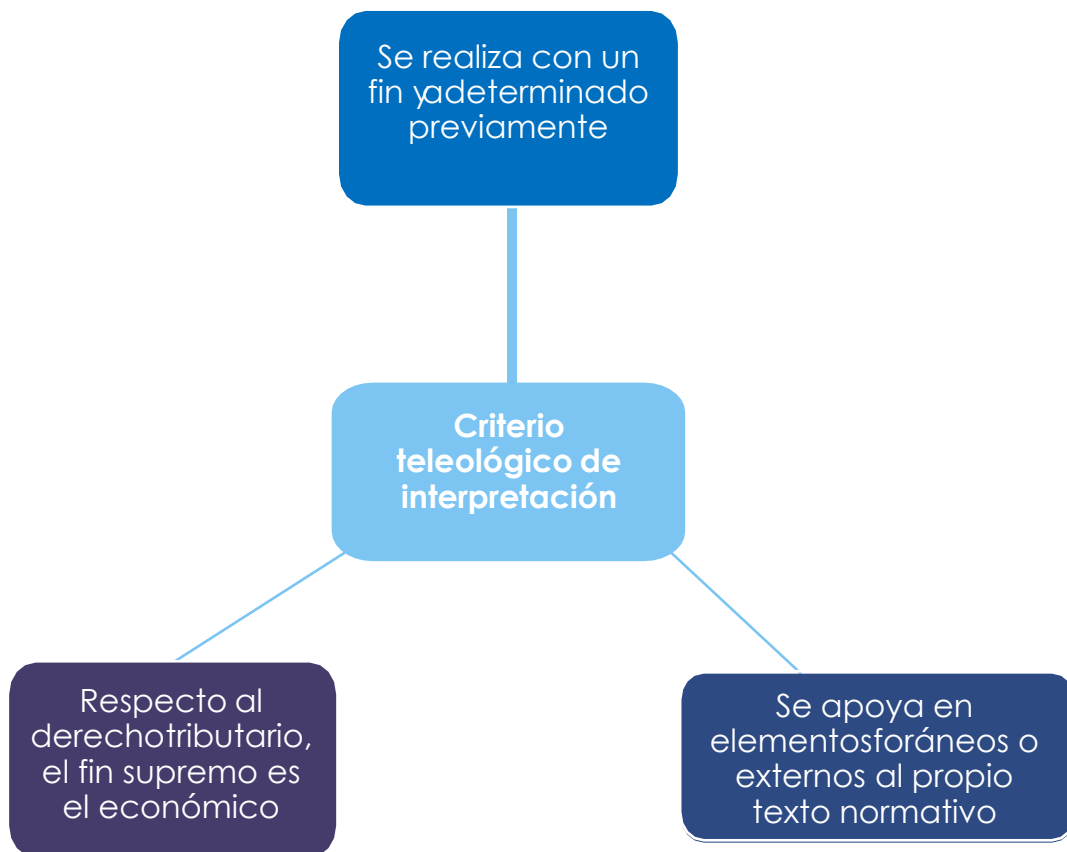 Se realiza con un
fin yadeterminado
previamente
Criterio
teleológico de
interpretación
Respecto al
derechotributario,
el fin supremo es
el económico
Se apoya en
elementosforáneos o
externos al propio
texto normativo